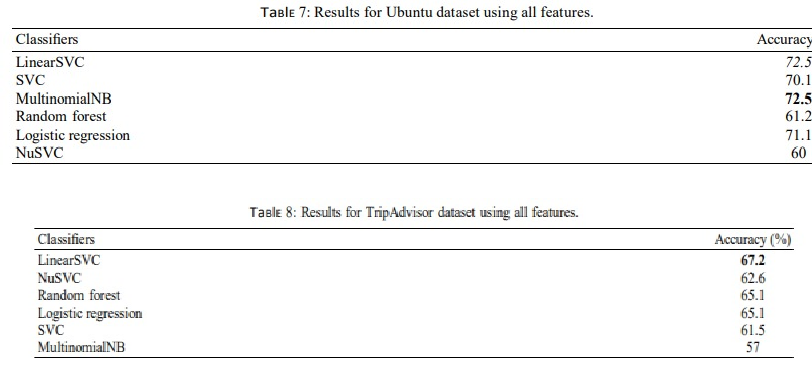 TABLE 7: Results for Ubuntu dataset using all features.
Classifiers Accuracy
LinearSVC 72.5
SVC 70.1
MultinomialNB 72.5
Random forest 61.2
Logistic regression 71.1
NuSVC 60
TABLE 8: Results for TripAdvisor dataset using all features.
Classifiers Accuracy (%)
LinearSVC 67.2
NuSVC 62.6
Random forest 65.1
Logistic regression 65.1
SVC 61.5
MultinomialNB 57